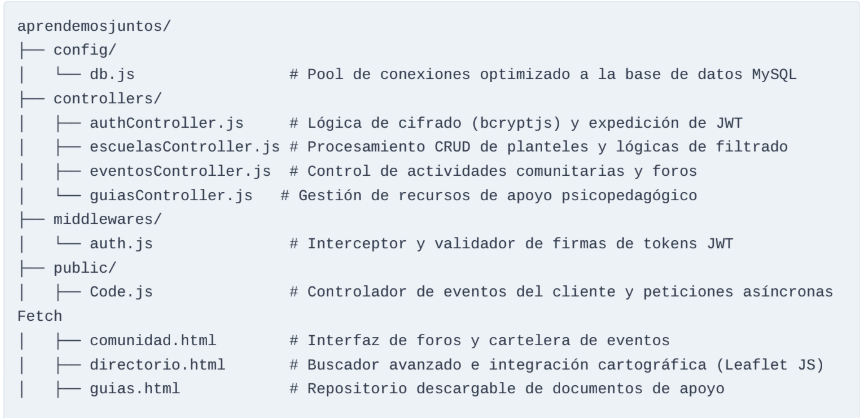 aprendemosjuntos/
├── config/
│   └── db.js                 # Pool de conexiones optimizado a la base de datos MySQL
├── controllers/
│   ├── authController.js     # Lógica de cifrado (bcryptjs) y expedición de JWT
│   ├── escuelasController.js # Procesamiento CRUD de planteles y lógicas de filtrado
│   ├── eventosController.js  # Control de actividades comunitarias y foros
│   └── guiasController.js   # Gestión de recursos de apoyo psicopedagógico
├── middlewares/
│   └── auth.js               # Interceptor y validador de firmas de tokens JWT
├── public/
│   ├── Code.js               # Controlador de eventos del cliente y peticiones asíncronas
Fetch
│   ├── comunidad.html        # Interfaz de foros y cartelera de eventos
│   ├── directorio.html       # Buscador avanzado e integración cartográfica (Leaflet JS)
│   ├── guias.html            # Repositorio descargable de documentos de apoyo